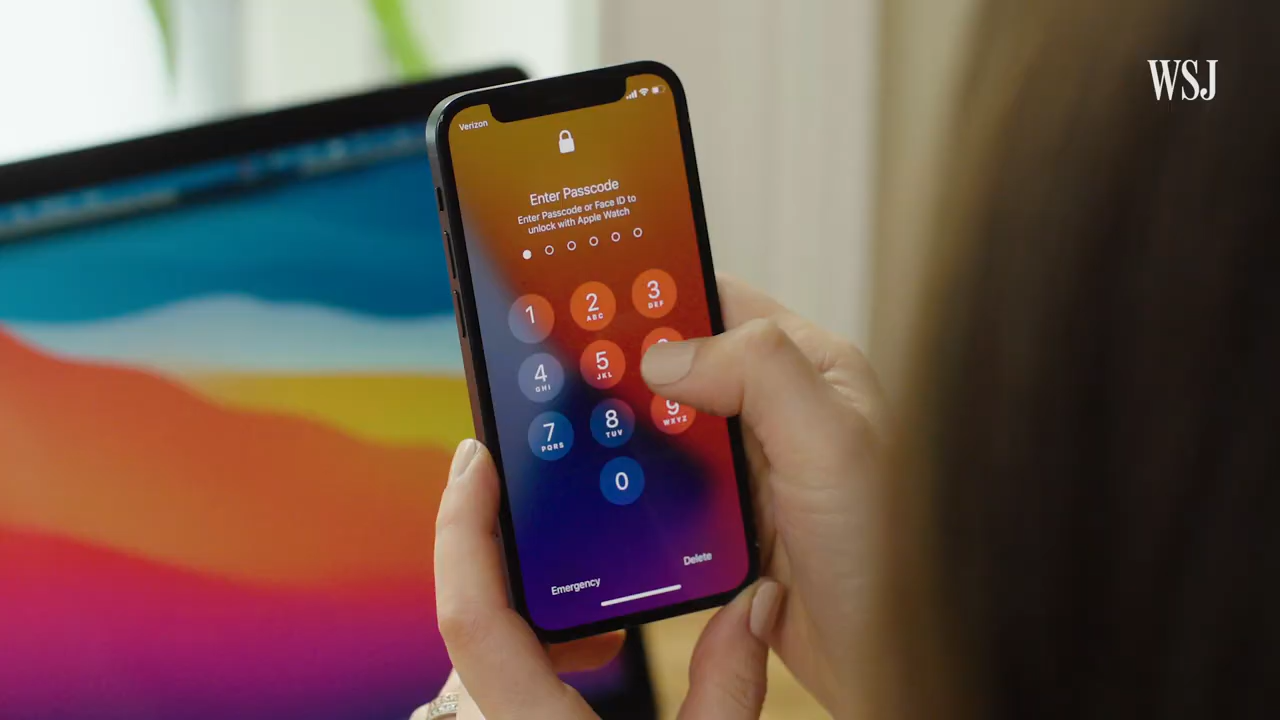 WSJ
Verizon
Enter Passcode
Enter Passcode or Face ID to
unlock with Apple Watch
1
2
ABC
3
DEF
4
GHI
5
JKL
7
PQRS
8
TUV
9
WXYZ
0
Emergency
Delete